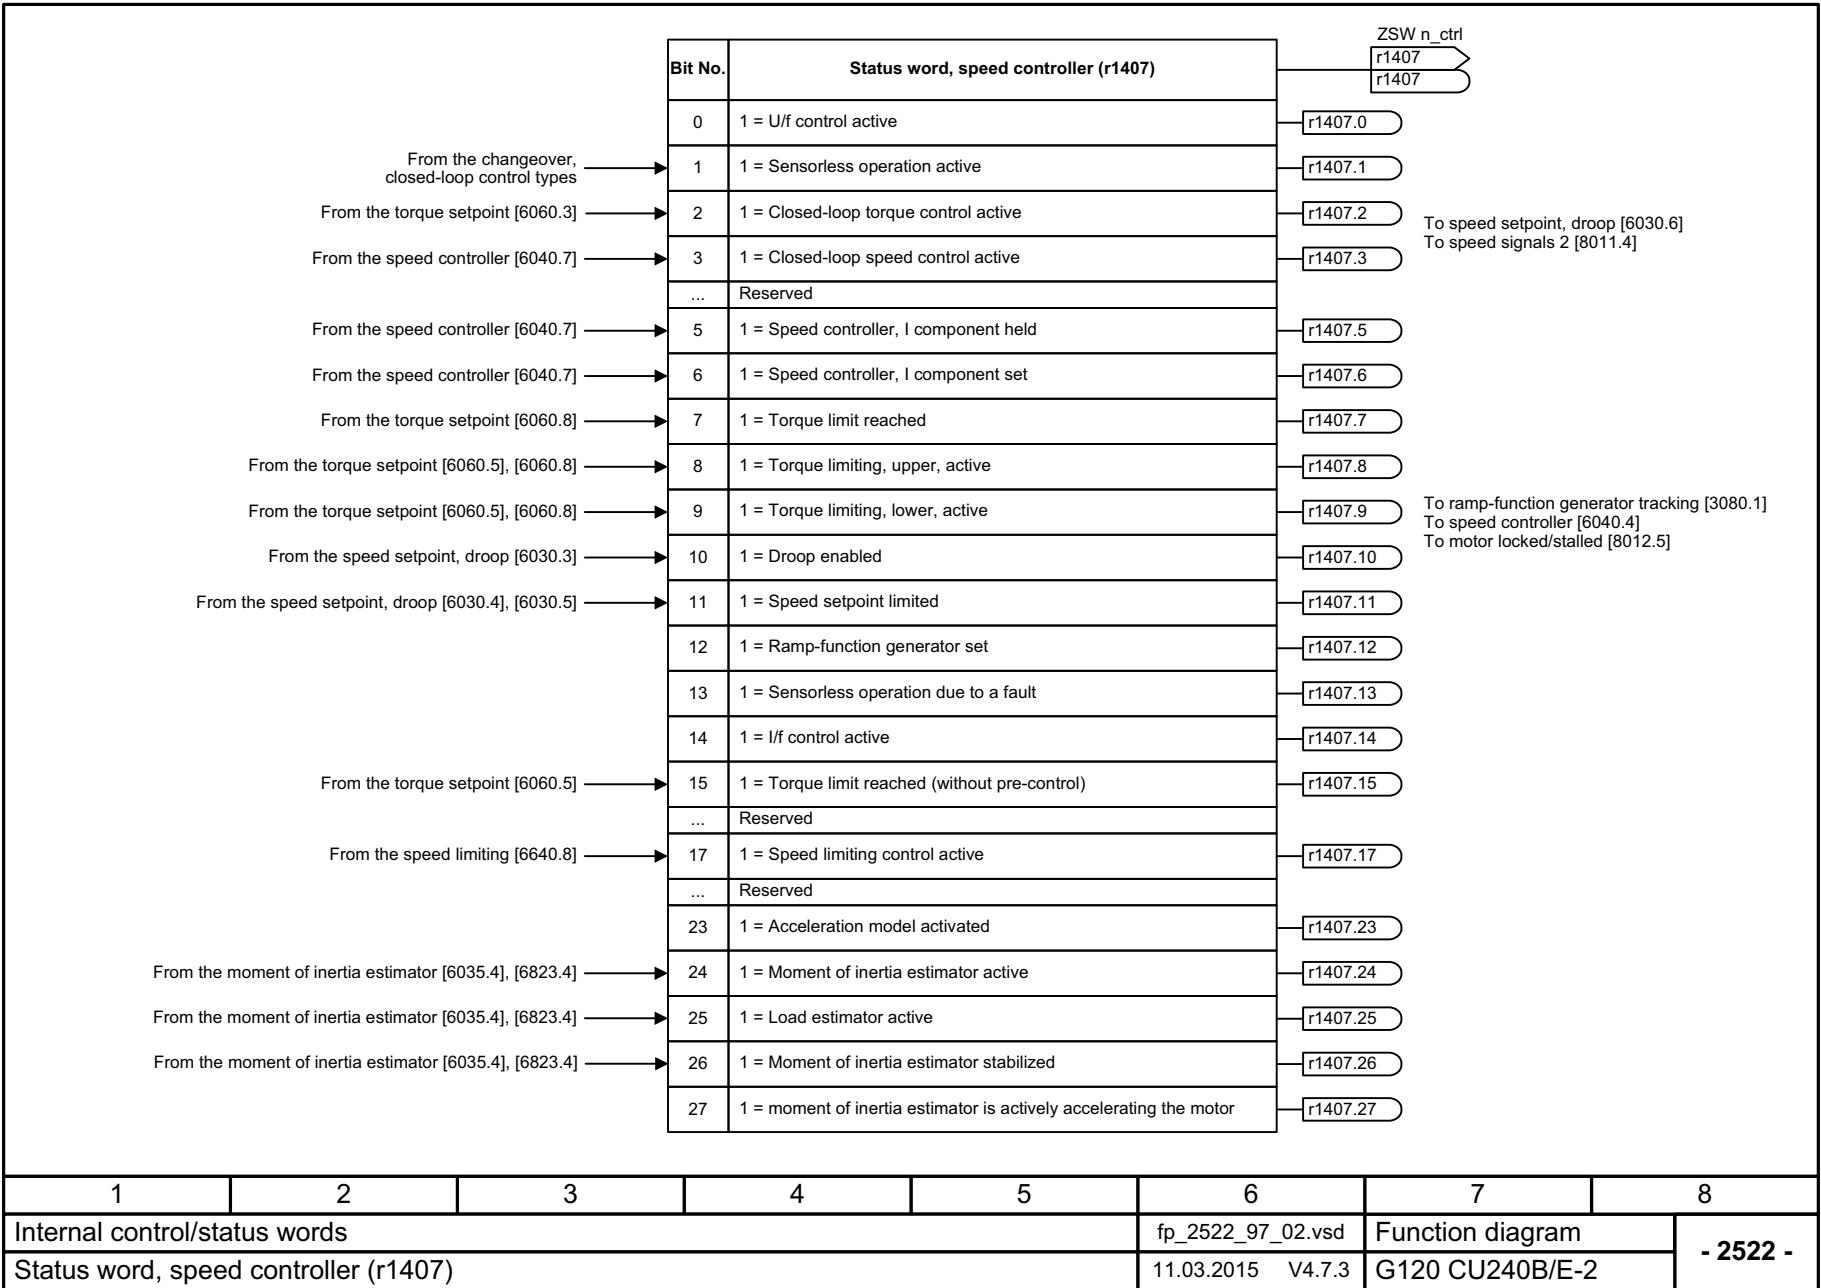 ZSW n_ctrl
Bit No. Status word, speed controller (r1407) r1407
r1407
0 1 = U/f control active r1407.0
From the changeover,
closed-loop control types 1 1 = Sensorless operation active r1407.1
From the torque setpoint [6060.3] 2 1 = Closed-loop torque control active r1407.2
To speed setpoint, droop [6030.6]
To speed signals 2 [8011.4]
From the speed controller [6040.7] 3 1 = Closed-loop speed control active r1407.3
... Reserved
From the speed controller [6040.7] 5 1 = Speed controller, I component held r1407.5
From the speed controller [6040.7] 6 1 = Speed controller, I component set r1407.6
From the torque setpoint [6060.8] 7 1 = Torque limit reached r1407.7
From the torque setpoint [6060.5], [6060.8] 8 1 = Torque limiting, upper, active r1407.8
From the torque setpoint [6060.5], [6060.8] 9 1 = Torque limiting, lower, active r1407.9
To ramp-function generator tracking [3080.1]
To speed controller [6040.4]
To motor locked/stalled [8012.5]
From the speed setpoint, droop [6030.3] 10 1 = Droop enabled r1407.10
From the speed setpoint, droop [6030.4], [6030.5] 11 1 = Speed setpoint limited r1407.11
12 1 = Ramp-function generator set r1407.12
13 1 = Sensorless operation due to a fault r1407.13
14 1 = I/f control active r1407.14
From the torque setpoint [6060.5] 15 1 = Torque limit reached (without pre-control) r1407.15
... Reserved
From the speed limiting [6640.8] 17 1 = Speed limiting control active r1407.17
... Reserved
23 1 = Acceleration model activated r1407.23
From the moment of inertia estimator [6035.4], [6823.4] 24 1 = Moment of inertia estimator active r1407.24
From the moment of inertia estimator [6035.4], [6823.4] 25 1 = Load estimator active r1407.25
From the moment of inertia estimator [6035.4], [6823.4] 26 1 = Moment of inertia estimator stabilized r1407.26
27 1 = moment of inertia estimator is actively accelerating the motor r1407.27
1 2 3 4 5 6 7 8
Internal control/status words fp_2522_97_02.vsd Function diagram
- 2522 -
Status word, speed controller (r1407) 11.03.2015 V4.7.3 G120 CU240B/E-2